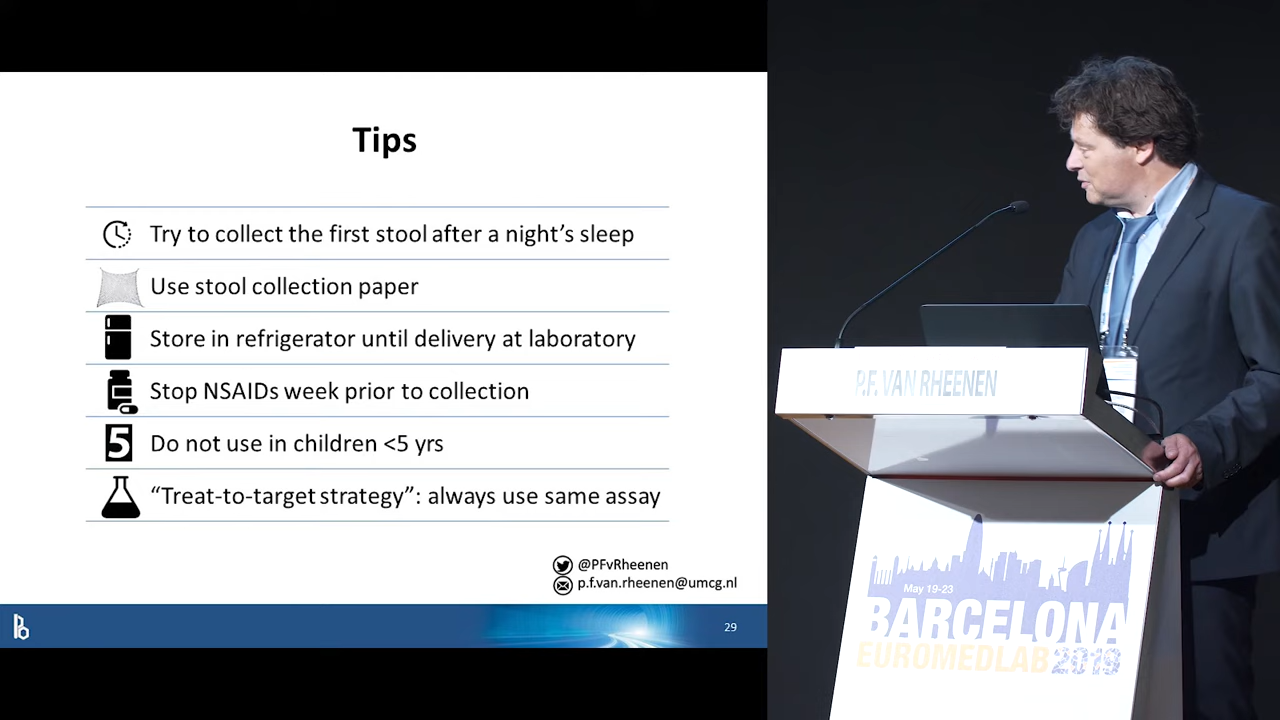 Tips
Try to collect the first stool after a night's sleep
Use stool collection paper
Store in refrigerator until delivery at laboratory
Stop NSAIDs week prior to collection
5 Do not use in children <5 yrs
“Treat-to-target strategy”: always use same assay
@PFvRheenen
p.f.van.rheenen@umcg.nl
29
P.F. VAN RHEENEN
May 19-23
BARCELONA
EUROMEDLAB 2019